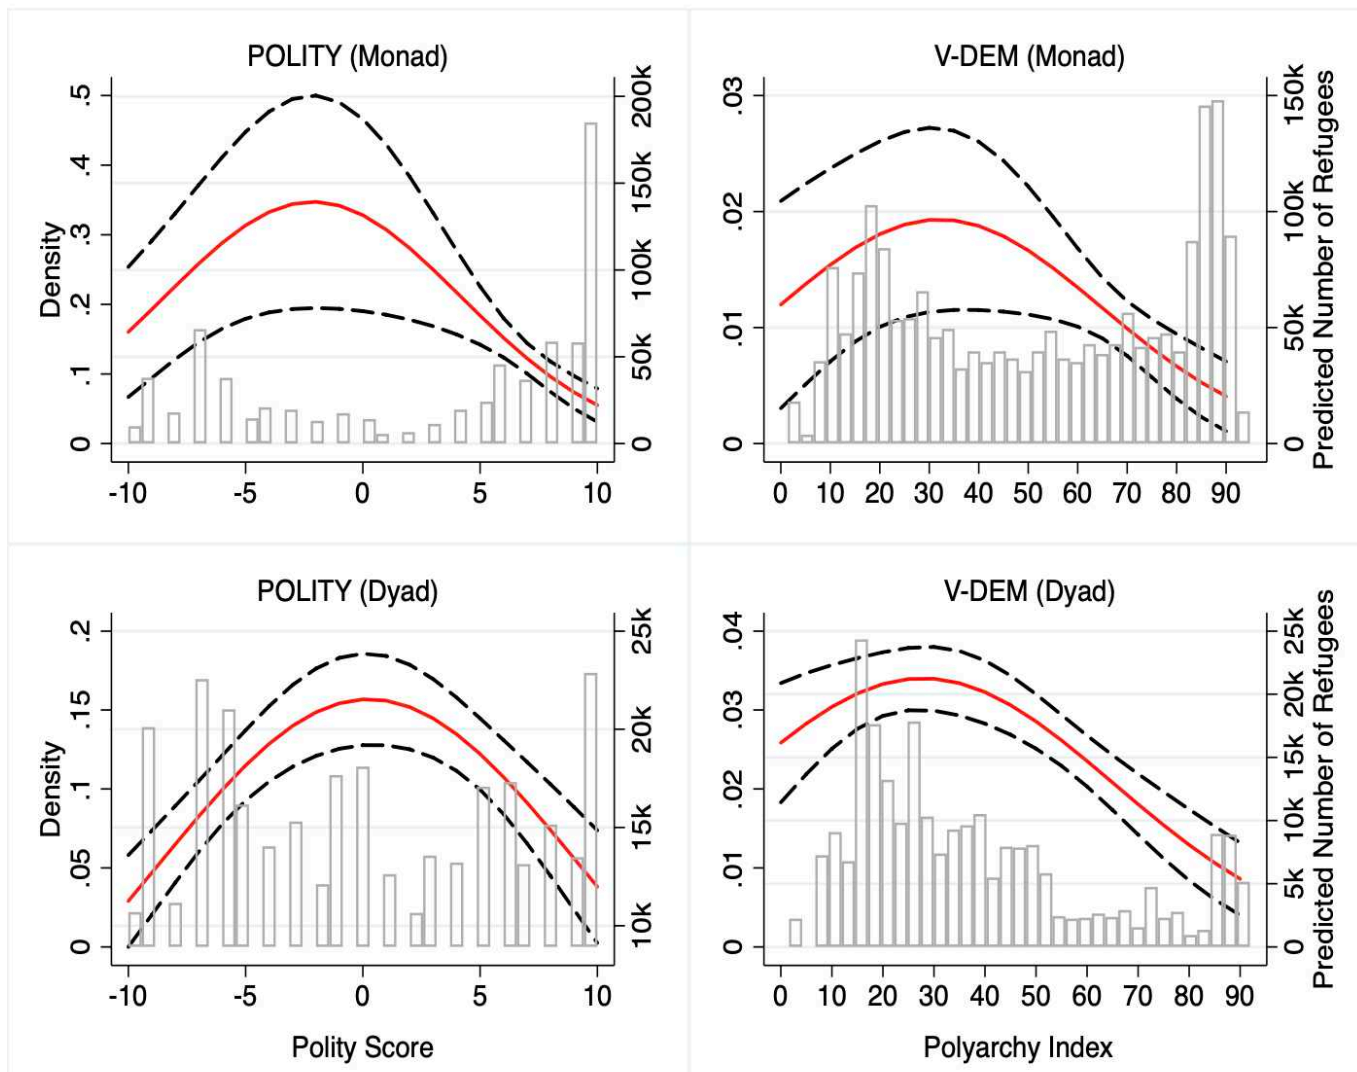 POLITY (Monad)
Density
.5
.4
.3
.2
.1
0
200k
150k
100k
50k
0
-10 -5 0 5 10
V-DEM (Monad)
.03
.02
.01
0
150k
100k
50k
0
Predicted Number of Refugees
0 10 20 30 40 50 60 70 80 90
POLITY (Dyad)
Density
.2
.15
.1
.05
0
25k
20k
15k
10k
-10 -5 0 5 10
Polity Score
V-DEM (Dyad)
.04
.03
.02
.01
0
25k
20k
15k
10k
5k
0
Predicted Number of Refugees
0 10 20 30 40 50 60 70 80 90
Polyarchy Index